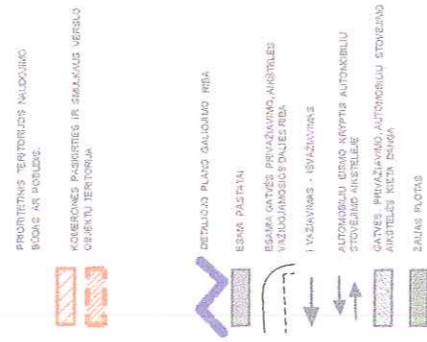 PRIORITETINIS TERITORIJOS NAUDOJIMO
BŪDAS AR POBŪDIS.
KOMERCINĖS PASKIRTIES IR SMULKAUS VERSLO
OBJEKTŲ TERITORIJA
DETALIOJO PLANO GALIOJIMO RIBA
ESAMI PASTATAI
ESAMA GATVĖS PRIVAŽIAVIMO, AIKŠTELĖS
VAŽIUOJAMOSIOS DALIES RIBA
ĮVAŽIAVIMAS - IŠVAŽIAVIMAS
AUTOMOBILIŲ EISMO KRYPTIS AUTOMOBILIŲ
STOVĖJIMO AIKŠTELĖJE
GATVĖS PRIVAŽIAVIMO, AUTOMOBILIŲ STOVĖJIMO
AIKŠTELĖS KIETA DANGA
ŽALIAS PLOTAS